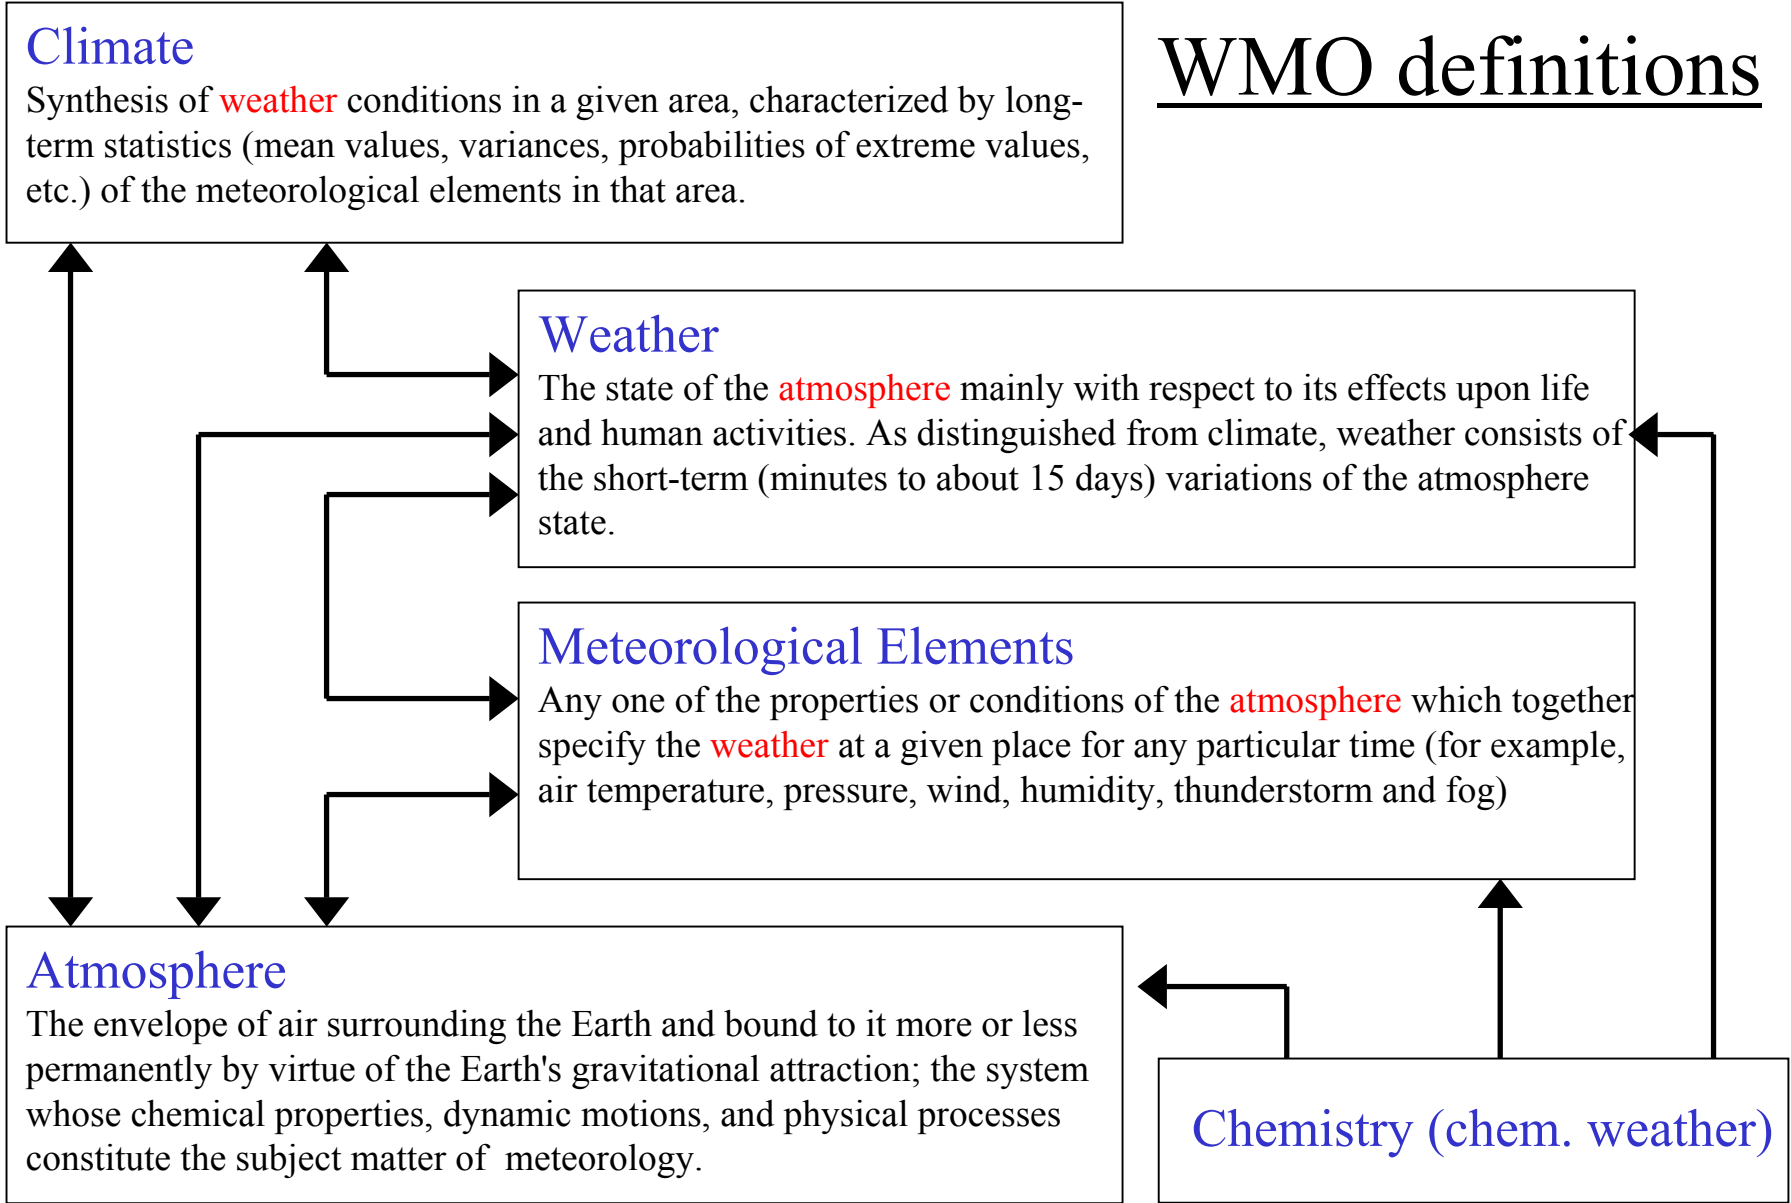 WMO definitions
Climate
Synthesis of weather conditions in a given area, characterized by long-
term statistics (mean values, variances, probabilities of extreme values,
etc.) of the meteorological elements in that area.
Weather
The state of the atmosphere mainly with respect to its effects upon life
and human activities. As distinguished from climate, weather consists of
the short-term (minutes to about 15 days) variations of the atmosphere
state.
Meteorological Elements
Any one of the properties or conditions of the atmosphere which together
specify the weather at a given place for any particular time (for example,
air temperature, pressure, wind, humidity, thunderstorm and fog)
Atmosphere
The envelope of air surrounding the Earth and bound to it more or less
permanently by virtue of the Earth's gravitational attraction; the system
whose chemical properties, dynamic motions, and physical processes
constitute the subject matter of meteorology.
Chemistry (chem. weather)